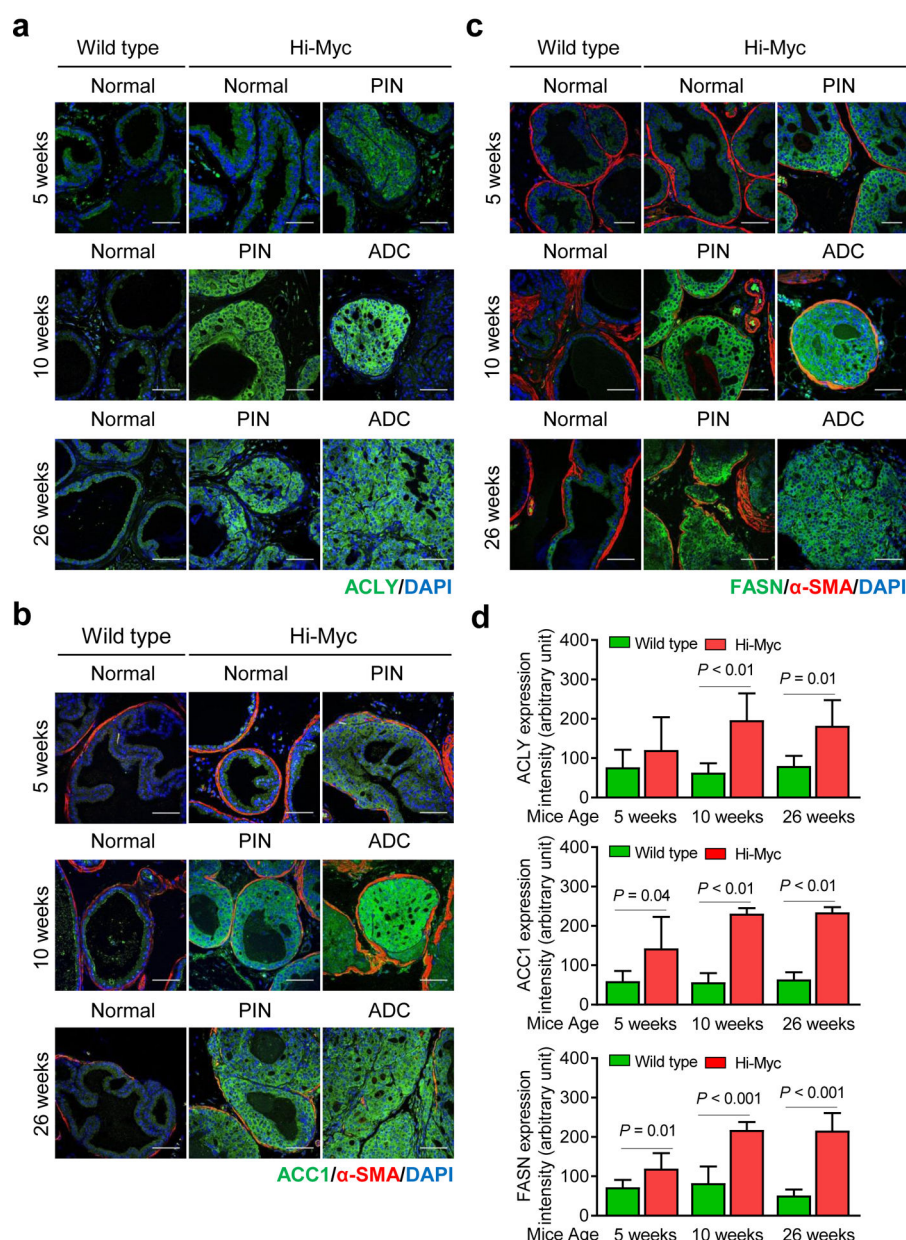 a
Wild type Hi-Myc
Normal Normal PIN
5 weeks
Normal PIN ADC
10 weeks
Normal PIN ADC
26 weeks
ACLY/DAPI
b
Wild type Hi-Myc
Normal Normal PIN
5 weeks
Normal PIN ADC
10 weeks
Normal PIN ADC
26 weeks
ACC1/α-SMA/DAPI
c
Wild type Hi-Myc
Normal Normal PIN
5 weeks
Normal PIN ADC
10 weeks
Normal PIN ADC
26 weeks
FASN/α-SMA/DAPI
d
ACLY expression
intensity (arbitrary unit)
400
300
200
100
0
Wild type Hi-Myc
P < 0.01
P = 0.01
Mice Age 5 weeks 10 weeks 26 weeks
ACC1 expression
intensity (arbitrary unit)
400
300
200
100
0
Wild type Hi-Myc
P = 0.04
P < 0.01
P < 0.01
Mice Age 5 weeks 10 weeks 26 weeks
FASN expression
intensity (arbitrary unit)
400
300
200
100
0
Wild type Hi-Myc
P = 0.01
P < 0.001
P < 0.001
Mice Age 5 weeks 10 weeks 26 weeks